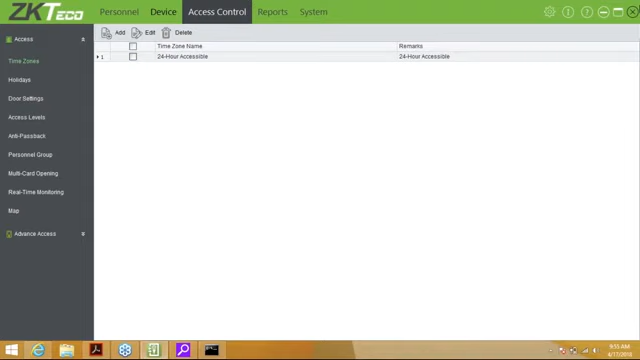 ZKTeco
Personnel Device Access Control Reports System
Access
Time Zones
Holidays
Door Settings
Access Levels
Anti-Passback
Personnel Group
Multi-Card Opening
Real-Time Monitoring
Map
Advance Access
Add Edit Delete
Time Zone Name Remarns
1 24-Hour Accessible 24-Hour Accessible
9:33 AM